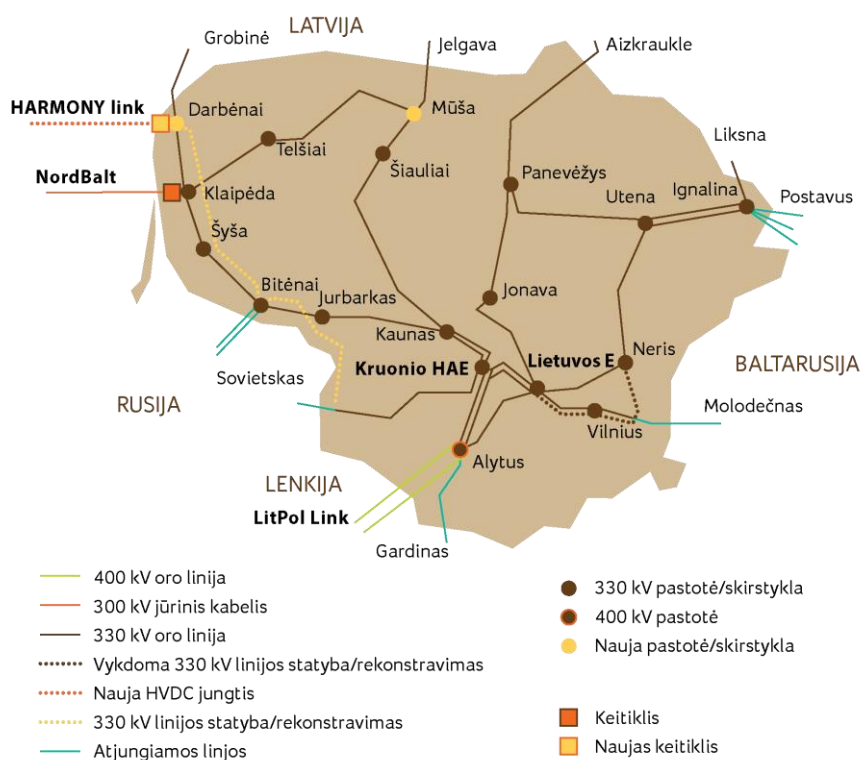 LATVIJA
Grobinė
Jelgava
Aizkraukle
HARMONY link
Darbėnai
Mūša
Telšiai
Liksna
Šiauliai
NordBalt
Klaipėda
Panevėžys
Ignalina
Utena
Postavus
Šyša
Bitėnai
Jurbarkas
Jonava
Kaunas
Kruonio HAE
Lietuvos E
Neris
BALTARUSIJA
Sovietskas
RUSIJA
Molodečnas
Vilnius
Alytus
LENKIJA
LitPol Link
Gardinas
400 kV oro linija
300 kV jūrinis kabelis
330 kV oro linija
Vykdoma 330 kV linijos statyba/rekonstravimas
Nauja HVDC jungtis
330 kV linijos statyba/rekonstravimas
Atjungiamos linjos
330 kV pastotė/skirstykla
400 kV pastotė
Nauja pastotė/skirstykla
Keitiklis
Naujas keitiklis